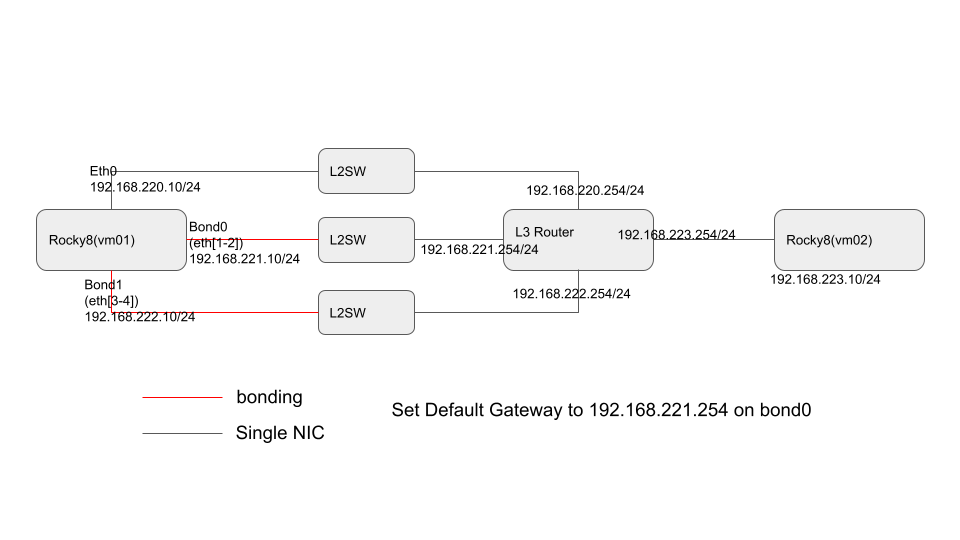 L2SW
Eth0
192.168.220.10/24
192.168.220.254/24
Rocky8(vm01)
Bond0
(eth[1-2])
192.168.221.10/24
L2SW
192.168.221.254/24
L3 Router
192.168.223.254/24
Rocky8(vm02)
192.168.223.10/24
Bond1
(eth[3-4])
192.168.222.10/24
L2SW
192.168.222.254/24
bonding
Single NIC
Set Default Gateway to 192.168.221.254 on bond0